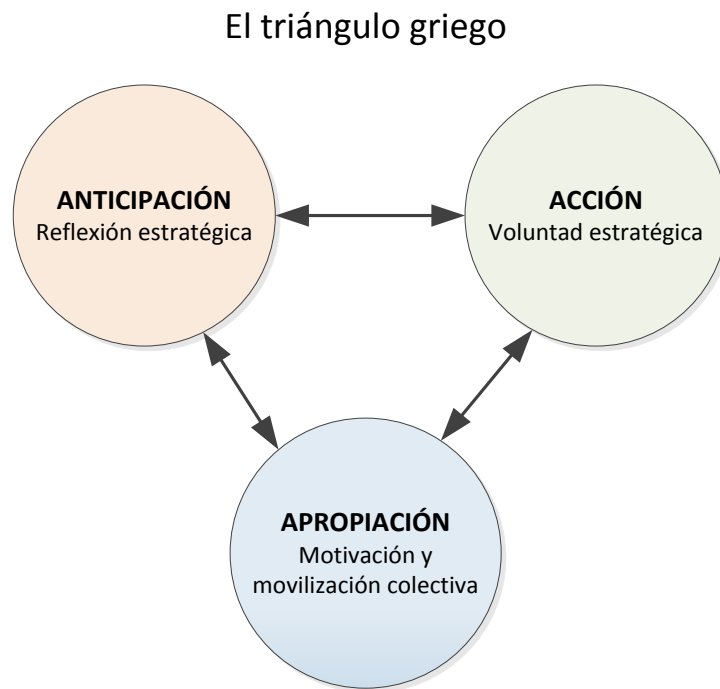 El triángulo griego
ANTICIPACIÓN
Reflexión estratégica
ACCIÓN
Voluntad estratégica
APROPIACIÓN
Motivación y
movilización colectiva